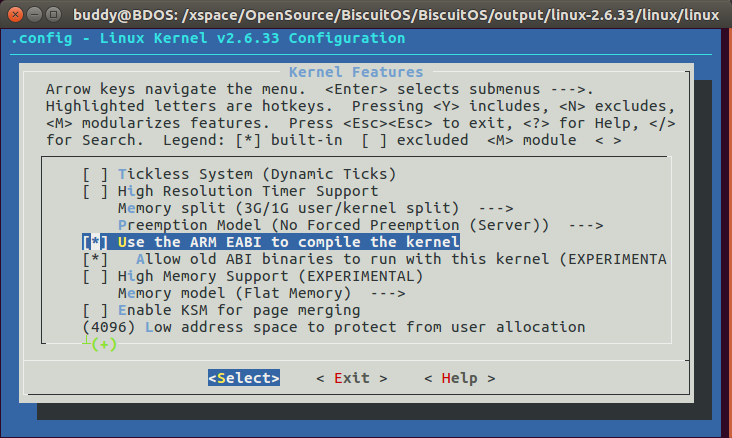 buddy@BDOS: /xspace/OpenSource/BiscuitOS/BiscuitOS/output/linux-2.6.33/linux/linux
.config - Linux Kernel v2.6.33 Configuration
Kernel Features
Arrow keys navigate the menu. <Enter> selects submenus --->.
Highlighted letters are hotkeys. Pressing <Y> includes, <N> excludes,
<M> modularizes features. Press <Esc><Esc> to exit, <?> for Help, </>
for Search. Legend: [*] built-in [ ] excluded <M> module < >
[ ] Tickless System (Dynamic Ticks)
[ ] High Resolution Timer Support
Memory split (3G/1G user/kernel split) --->
Preemption Model (No Forced Preemption (Server)) --->
[*] Use the ARM EABI to compile the kernel
[*] Allow old ABI binaries to run with this kernel (EXPERIMENTA
[ ] High Memory Support (EXPERIMENTAL)
Memory model (Flat Memory) --->
[ ] Enable KSM for page merging
(4096) Low address space to protect from user allocation
(+)
<Select> < Exit > < Help >